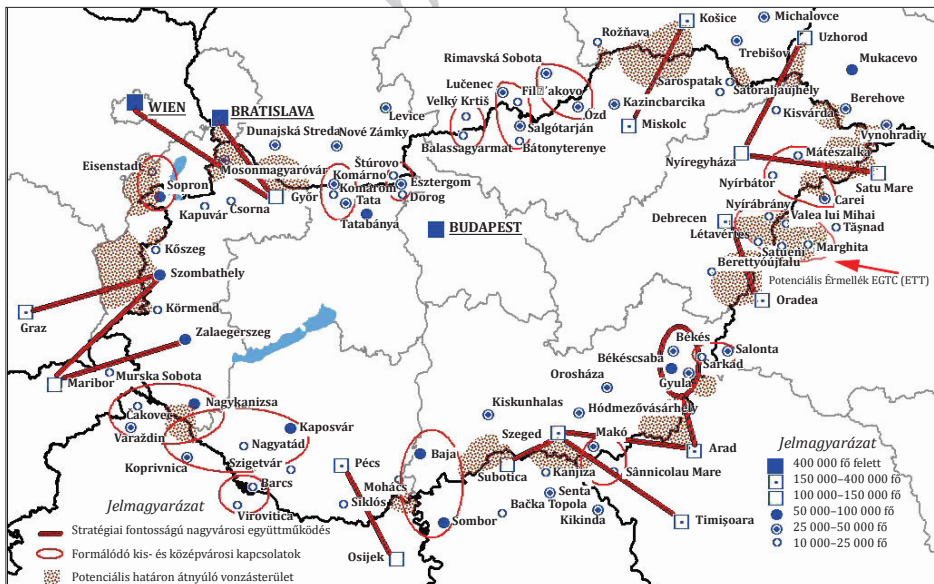 Košice
Michalovce
Uzhorod
Rožňava
Trebišov
Mukacevo
Rimavská Sobota
Lučenec
Sárospatak
Sátoraljaújhely
WIEN
BRATISLAVA
Levice
Velký Krtiš
Ózd
Kazincbarcika
Kisvárda
Berehove
Dunajská Streda
Nové Zámky
Salgótarján
Miskolc
Vynohradiv
Balassagyarmat
Bátonyterenye
Eisenstadt
Mosonmagyaróvár
Štúrovo
Nyíregyháza
Mátészalka
Sopron
Komárno
Esztergom
Komárom
Győr
Dorog
Nyírbátor
Satu Mare
Kapuvár
Csorna
Tata
Carei
Tatabánya
Nyírábrány
BUDAPEST
Debrecen
Valea lui Mihai
Létavértes
Tășnad
Kőszeg
Săcueni
Marghita
Szombathely
Berettyóújfalu
Potenciális Érmellék EGTC (ETT)
Graz
Körmend
Oradea
Zalaegerszeg
Békés
Békéscsaba
Salonta
Sarkad
Maribor
Murska Sobota
Gyula
Orosháza
Čakovec
Nagykanizsa
Kiskunhalas
Hódmezővásárhely
Varaždin
Kaposvár
Szeged
Makó
Nagyatád
Baja
Arad
Koprivnica
Szigetvár
Pécs
Subotica
Kanjiža
Sânnicolau Mare
Barcs
Mohács
Siklós
Senta
Bačka Topola
Virovitica
Sombor
Kikinda
Timișoara
Osijek
Jelmagyarázat
Stratégiai fontosságú nagyvárosi együttműködés
Formálódó kis- és középvárosi kapcsolatok
Potenciális határon átnyúló vonzásterület
Jelmagyarázat
400 000 fő felett
150 000–400 000 fő
100 000–150 000 fő
50 000–100 000 fő
25 000–50 000 fő
10 000–25 000 fő